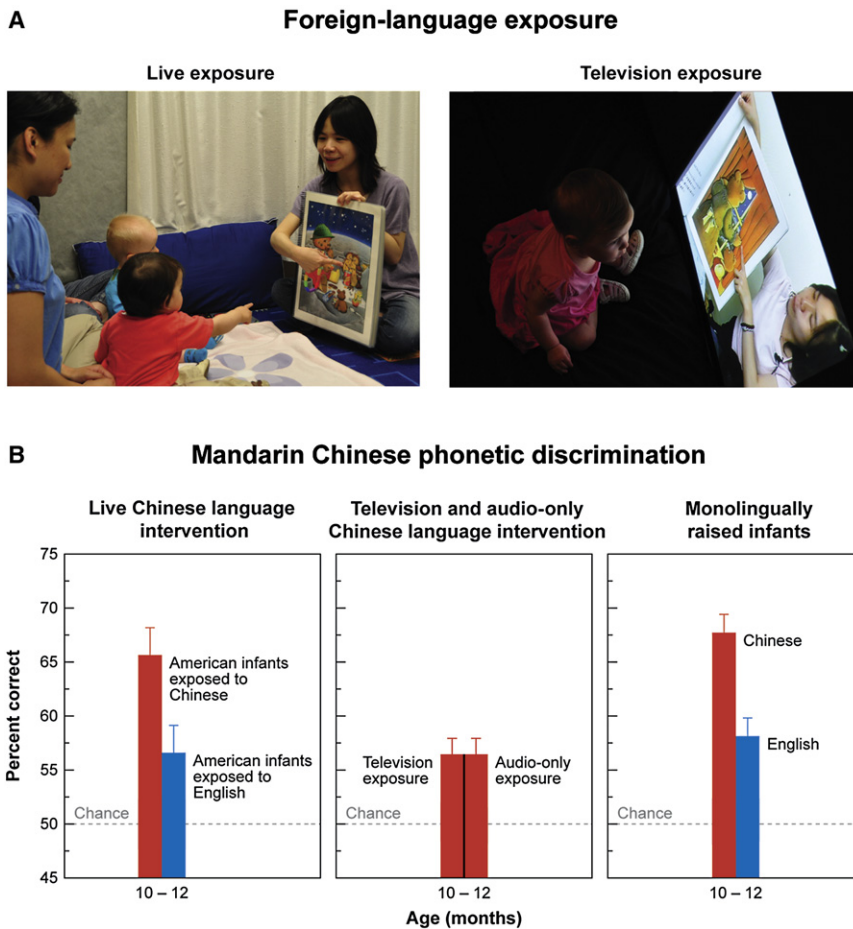 A
Foreign-language exposure
Live exposure
Television exposure
B
Mandarin Chinese phonetic discrimination
Live Chinese language
intervention
Television and audio-only
Chinese language intervention
Monolingually
raised infants
Percent correct
75
70
65
60
55
50
45
American infants
exposed to
Chinese
American infants
exposed to
English
Chance
10 – 12
Television
exposure
Audio-only
exposure
Chance
10 – 12
Chinese
English
Chance
10 – 12
Age (months)